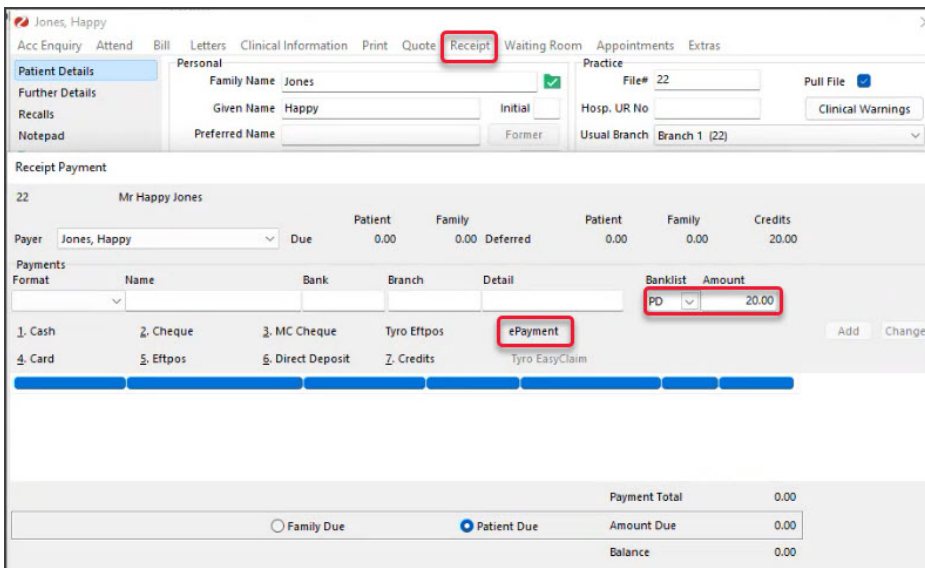 Jones, Happy
Acc Enquiry Attend Bill Letters Clinical Information Print Quote Receipt Waiting Room Appointments Extras
Patient Details
Further Details
Recalls
Notepad
Personal
Family Name Jones
Given Name Happy Initial
Preferred Name Former
Practice
File# 22 Pull File
Hosp. UR No Clinical Warnings
Usual Branch Branch 1 (22)
Receipt Payment
22 Mr Happy Jones
Patient Family Patient Family Credits
Payer Jones, Happy Due 0.00 0.00 Deferred 0.00 0.00 20.00
Payments
Format Name Bank Branch Detail Banklist Amount
PD 20.00
1. Cash 2. Cheque 3. MC Cheque Tyro Eftpos ePayment Add Change
4. Card 5. Eftpos 6. Direct Deposit 7. Credits Tyro EasyClaim
Payment Total 0.00
Family Due Patient Due Amount Due 0.00
Balance 0.00